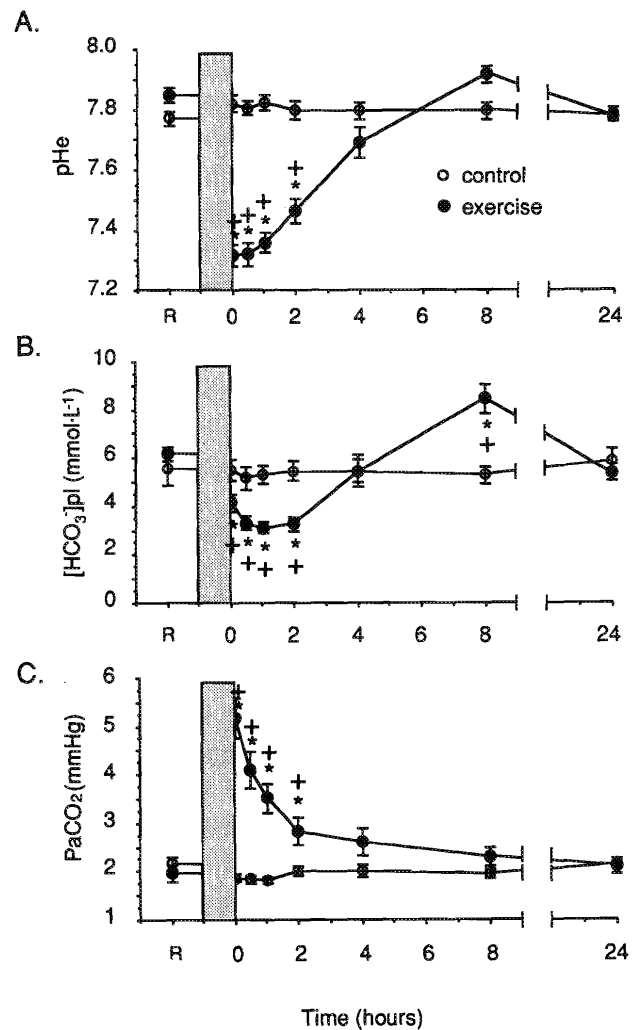 A.
pHe
8.0
7.8
7.6
7.4
7.2
control
exercise
R 0 2 4 6 8 24
B.
[HCO₃⁻]pl (mmol·L⁻¹)
10
8
6
4
2
0
R 0 2 4 6 8 24
C.
PaCO₂(mmHg)
6
5
4
3
2
1
R 0 2 4 6 8 24
Time (hours)